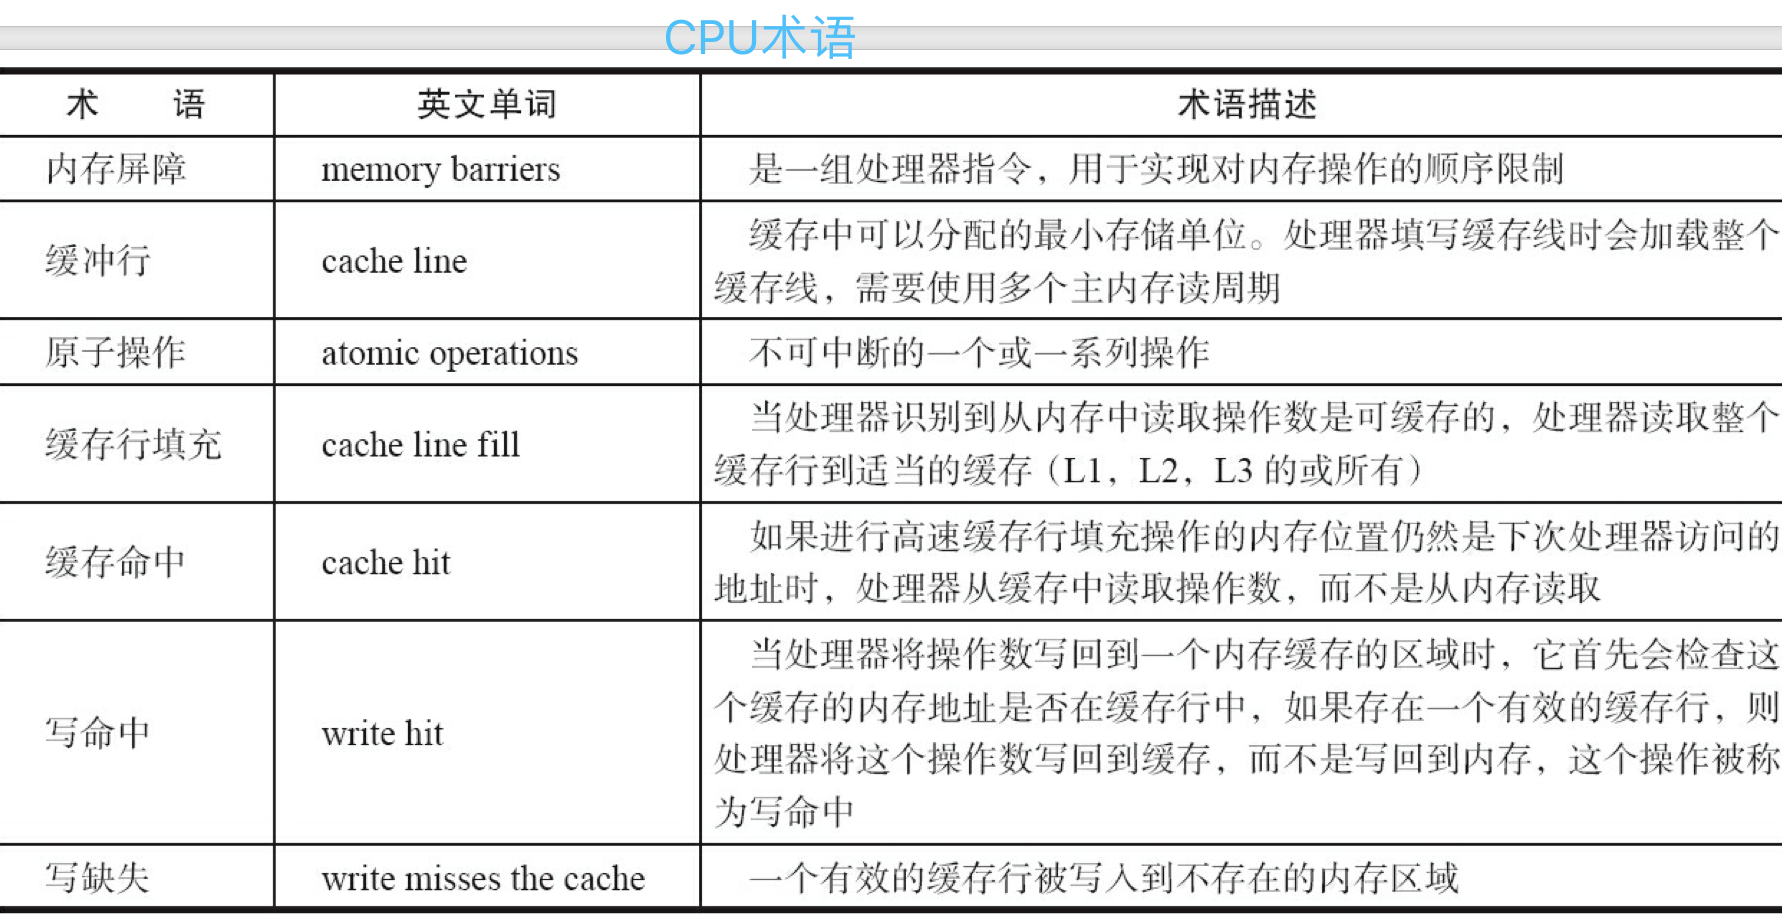 CPU术语
术 语 英文单词 术语描述
内存屏障 memory barriers 是一组处理器指令，用于实现对内存操作的顺序限制
缓冲行 cache line 缓存中可以分配的最小存储单位。处理器填写缓存线时会加载整个
缓存线，需要使用多个主内存读周期
原子操作 atomic operations 不可中断的一个或一系列操作
缓存行填充 cache line fill 当处理器识别到从内存中读取操作数是可缓存的，处理器读取整个
缓存行到适当的缓存（L1，L2，L3 的或所有）
缓存命中 cache hit 如果进行高速缓存行填充操作的内存位置仍然是下次处理器访问的
地址时，处理器从缓存中读取操作数，而不是从内存读取
写命中 write hit 当处理器将操作数写回到一个内存缓存的区域时，它首先会检查这
个缓存的内存地址是否在缓存行中，如果存在一个有效的缓存行，则
处理器将这个操作数写回到缓存，而不是写回到内存，这个操作被称
为写命中
写缺失 write misses the cache 一个有效的缓存行被写入到不存在的内存区域